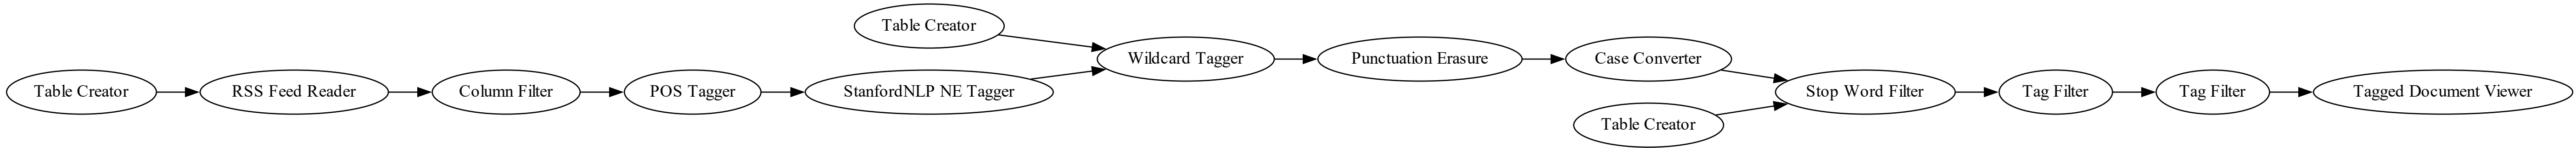 Table Creator
RSS Feed Reader
Column Filter
POS Tagger
Table Creator
StanfordNLP NE Tagger
Wildcard Tagger
Punctuation Erasure
Case Converter
Table Creator
Stop Word Filter
Tag Filter
Tag Filter
Tagged Document Viewer